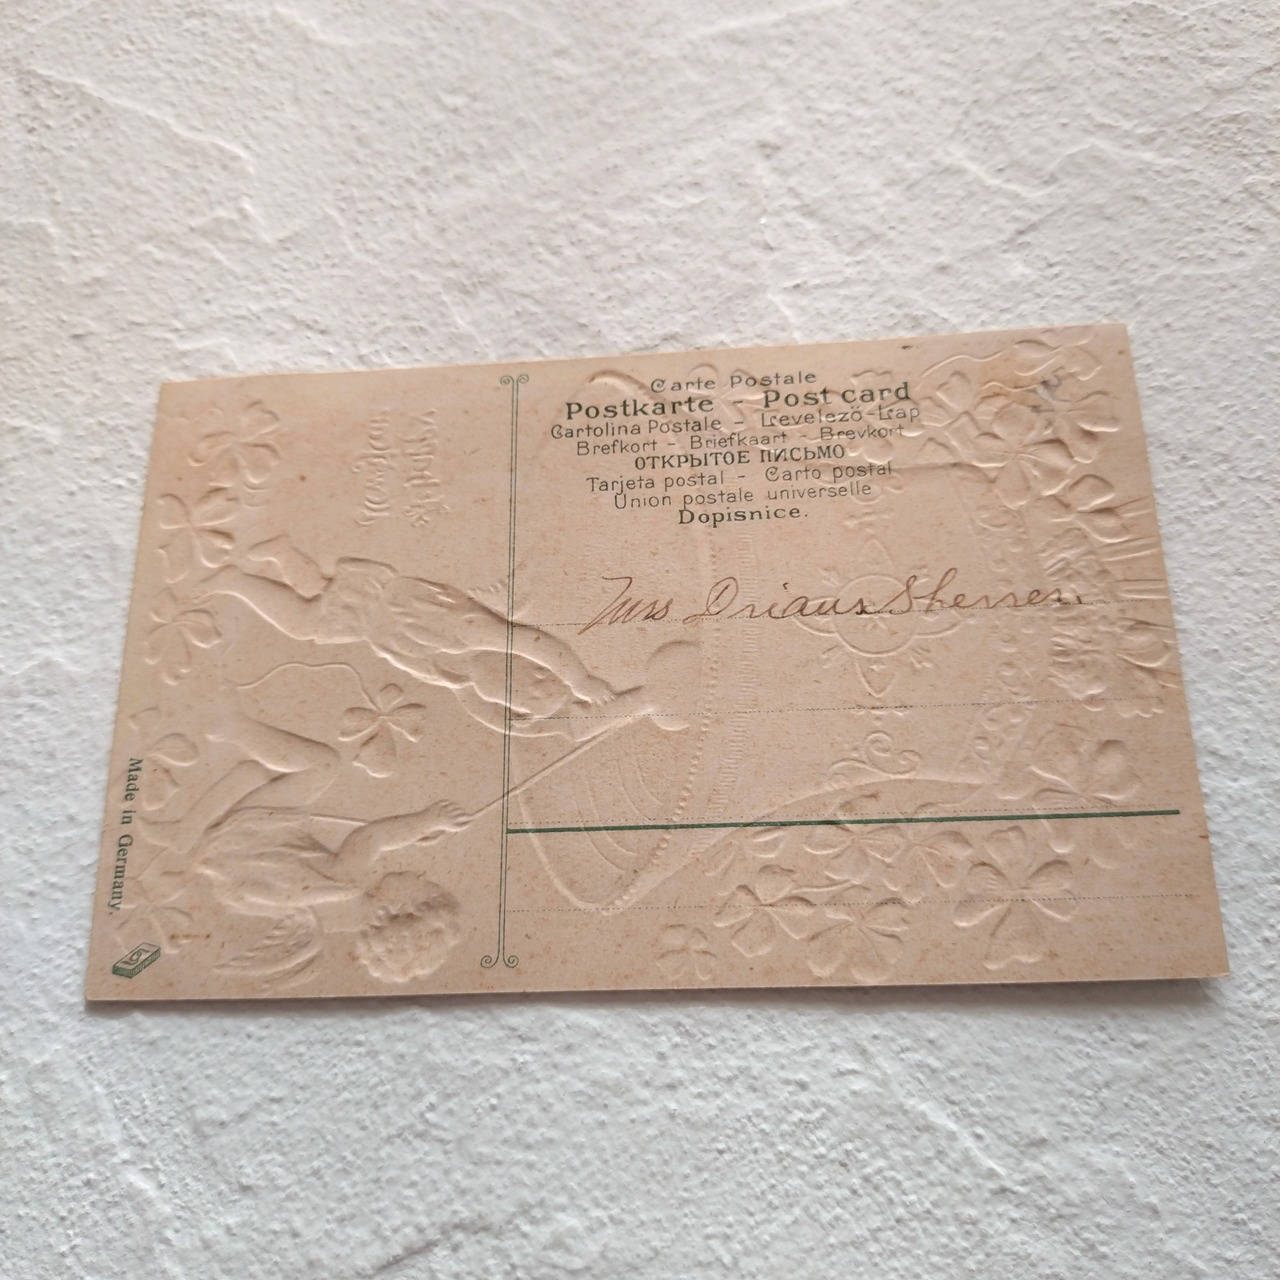 Carte Postale
Postkarte - Post card
Cartolina Postale - Levelező-Lap
Brefkort - Briefkaart - Brevkort
ОТКРЫТОЕ ПИСЬМО
Tarjeta postal - Carto postal
Union postale universelle
Dopisnice.
Miss
Made in Germany.